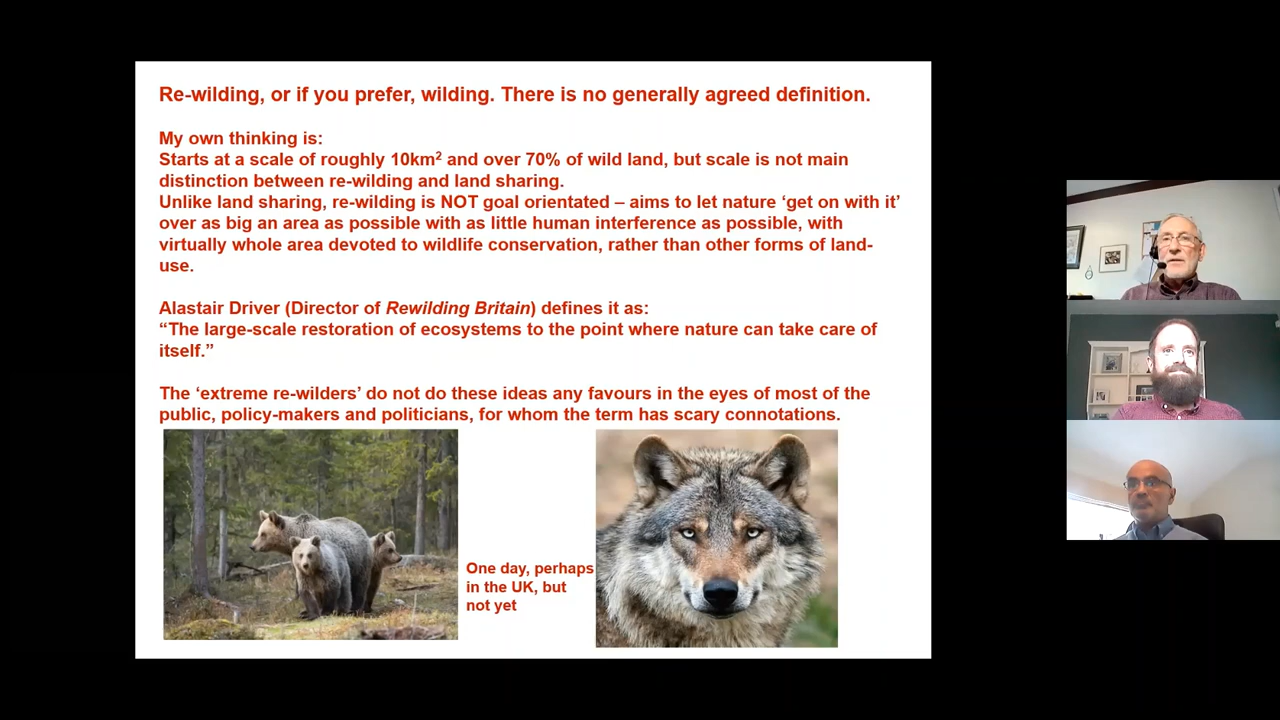 Re-wilding, or if you prefer, wilding. There is no generally agreed definition.
My own thinking is:
Starts at a scale of roughly 10km² and over 70% of wild land, but scale is not main
distinction between re-wilding and land sharing.
Unlike land sharing, re-wilding is NOT goal orientated – aims to let nature ‘get on with it’
over as big an area as possible with as little human interference as possible, with
virtually whole area devoted to wildlife conservation, rather than other forms of land-
use.
Alastair Driver (Director of Rewilding Britain) defines it as:
“The large-scale restoration of ecosystems to the point where nature can take care of
itself.”
The ‘extreme re-wilders’ do not do these ideas any favours in the eyes of most of the
public, policy-makers and politicians, for whom the term has scary connotations.
One day, perhaps
in the UK, but
not yet